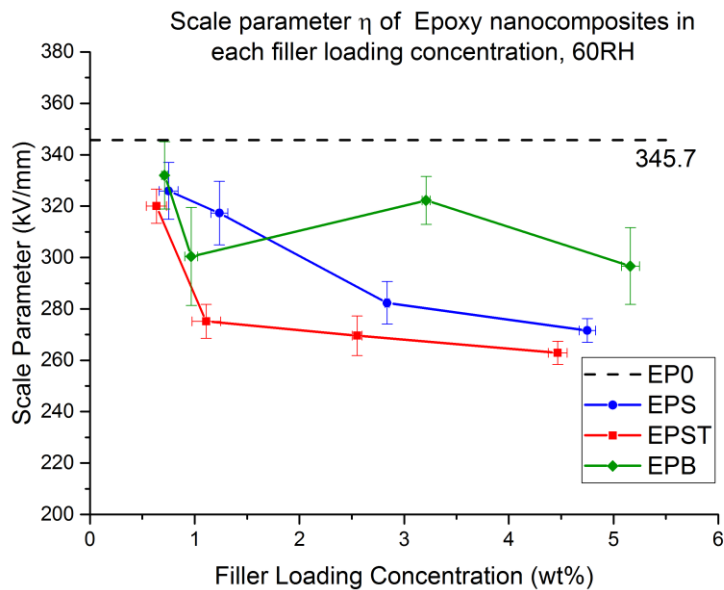 Scale parameter η of Epoxy nanocomposites in
each filler loading concentration, 60RH
Scale Parameter (kV/mm)
380
360
340
320
300
280
260
240
220
200
345.7
EP0
EPS
EPST
EPB
0
1
2
3
4
5
6
Filler Loading Concentration (wt%)